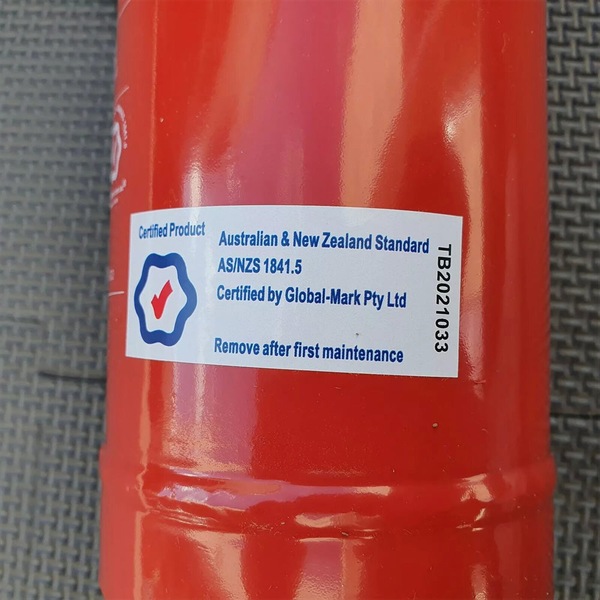 Certified Product
Australian & New Zealand Standard
AS/NZS 1841.5
Certified by Global-Mark Pty Ltd
Remove after first maintenance
TB2021033